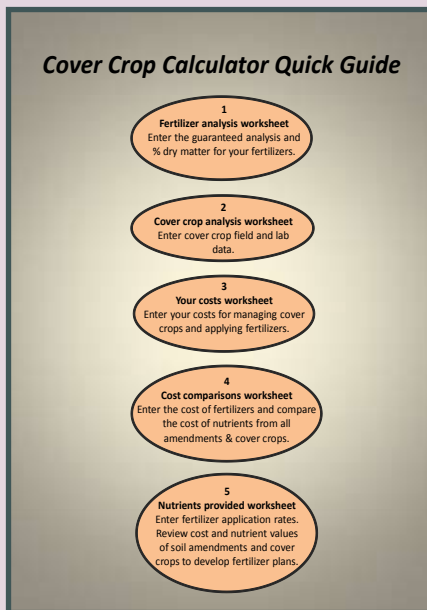 Cover Crop Calculator Quick Guide
1
Fertilizer analysis worksheet
Enter the guaranteed analysis and
% dry matter for your fertilizers.
2
Cover crop analysis worksheet
Enter cover crop field and lab
data.
3
Your costs worksheet
Enter your costs for managing cover
crops and applying fertilizers.
4
Cost comparisons worksheet
Enter the cost of fertilizers and compare
the cost of nutrients from all
amendments & cover crops.
5
Nutrients provided worksheet
Enter fertilizer application rates.
Review cost and nutrient values
of soil amendments and cover
crops to develop fertilizer plans.